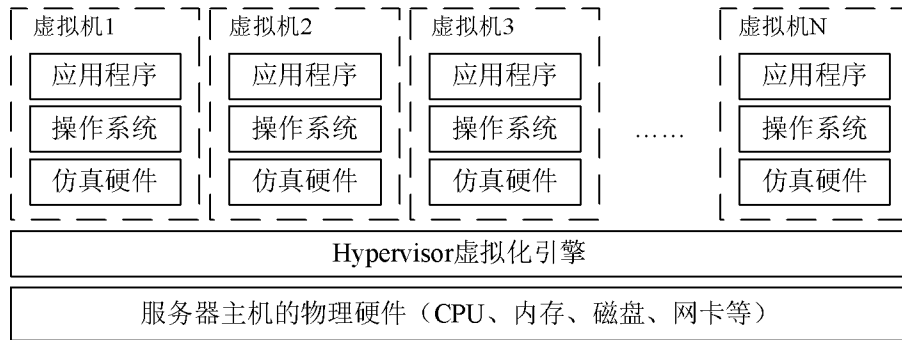 虚拟机1 虚拟机2 虚拟机3 虚拟机N
应用程序 应用程序 应用程序 应用程序
操作系统 操作系统 操作系统 …… 操作系统
仿真硬件 仿真硬件 仿真硬件 仿真硬件
Hypervisor虚拟化引擎
服务器主机的物理硬件（CPU、内存、磁盘、网卡等）